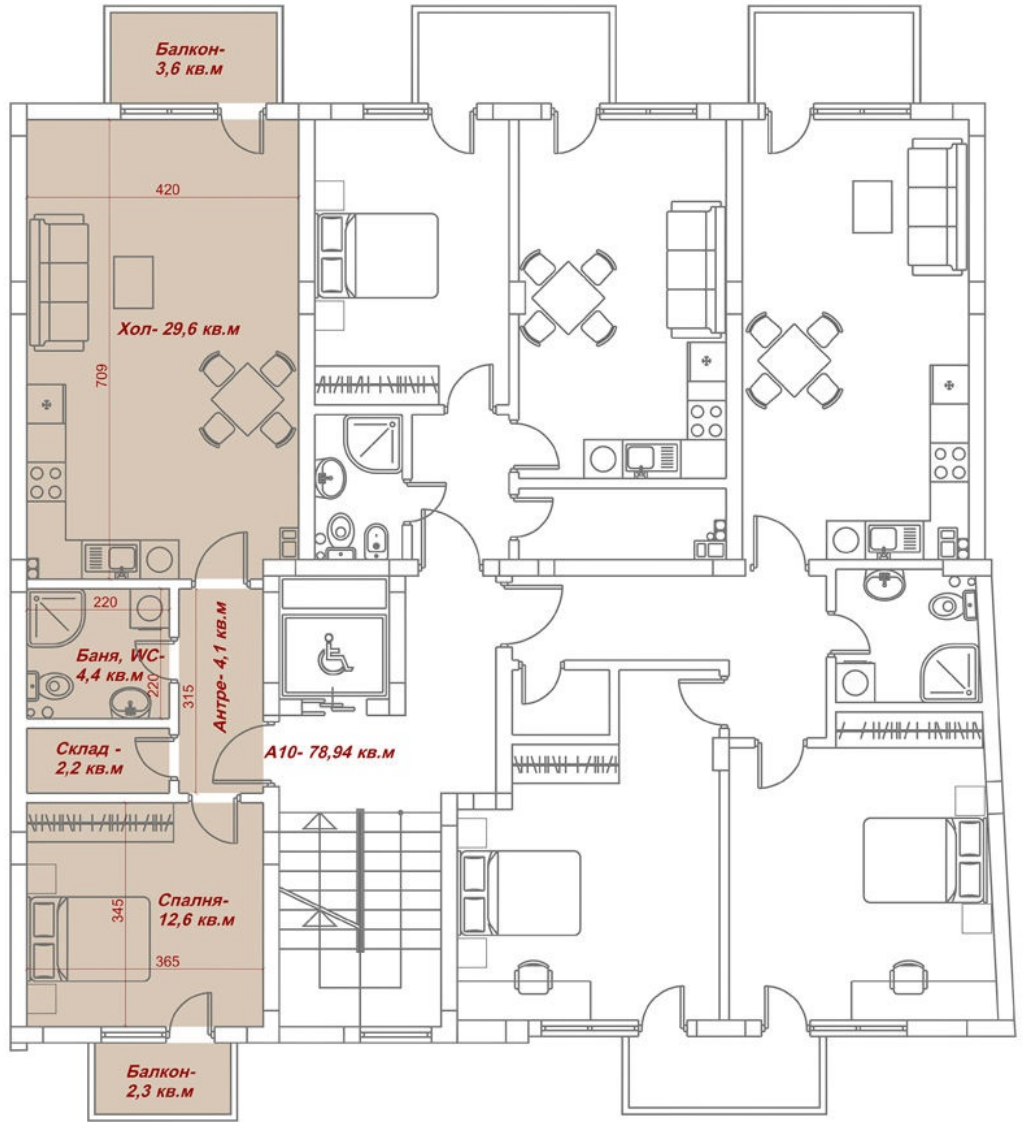 Балкон-
3,6 кв.м
420
Хол- 29,6 кв.м
709
220
Баня, WC-
4,4 кв.м
220
315
Антре- 4,1 кв.м
Склад -
2,2 кв.м
А10- 78,94 кв.м
Спалня-
12,6 кв.м
345
365
Балкон-
2,3 кв.м